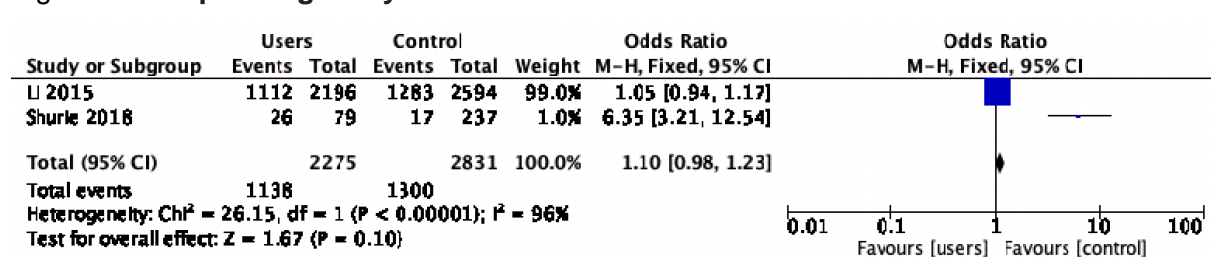 Users Control Odds Ratio Odds Ratio
Study or Subgroup Events Total Events Total Weight M-H, Fixed, 95% CI M-H, Fixed, 95% CI
LI 2015 1112 2196 1283 2594 99.0% 1.05 [0.94, 1.17]
Shurie 2018 26 79 17 237 1.0% 6.35 [3.21, 12.54]
Total (95% CI) 2275 2831 100.0% 1.10 [0.98, 1.23]
Total events 1138 1300
Heterogeneity: Chi² = 26.15, df = 1 (P < 0.00001); I² = 96%
Test for overall effect: Z = 1.67 (P = 0.10)
0.01 0.1 1 10 100
Favours [users] Favours [control]